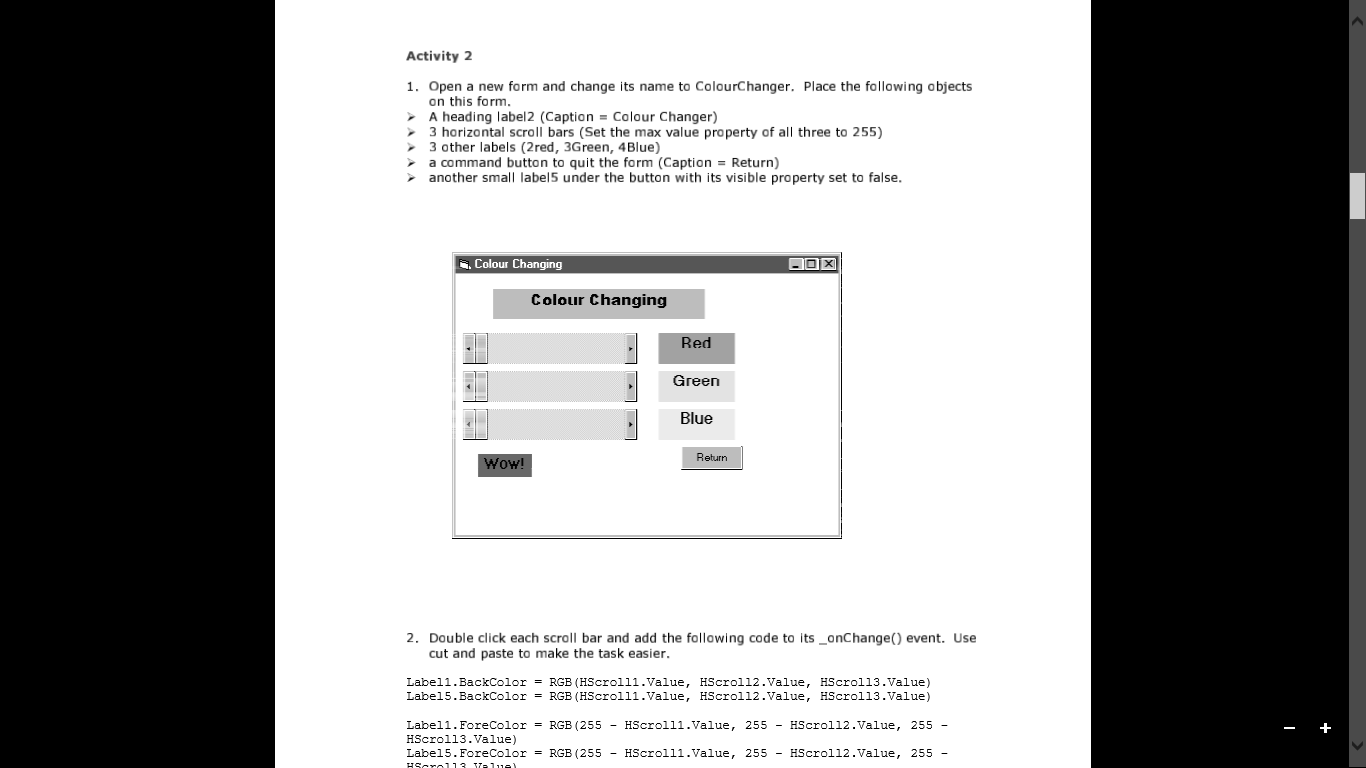 Activity 2
1. Open a new form and change its name to ColourChanger. Place the following objects
on this form.
➢ A heading label2 (Caption = Colour Changer)
➢ 3 horizontal scroll bars (Set the max value property of all three to 255)
➢ 3 other labels (2red, 3Green, 4Blue)
➢ a command button to quit the form (Caption = Return)
➢ another small label5 under the button with its visible property set to false.
Colour Changing
Colour Changing
Red
Green
Blue
Wow!
Return
2. Double click each scroll bar and add the following code to its _onChange() event. Use
cut and paste to make the task easier.
Label1.BackColor = RGB(HScroll1.Value, HScroll2.Value, HScroll3.Value)
Label5.BackColor = RGB(HScroll1.Value, HScroll2.Value, HScroll3.Value)
Label1.ForeColor = RGB(255 - HScroll1.Value, 255 - HScroll2.Value, 255 -
HScroll3.Value)
Label5.ForeColor = RGB(255 - HScroll1.Value, 255 - HScroll2.Value, 255 -
HScroll3.Value)